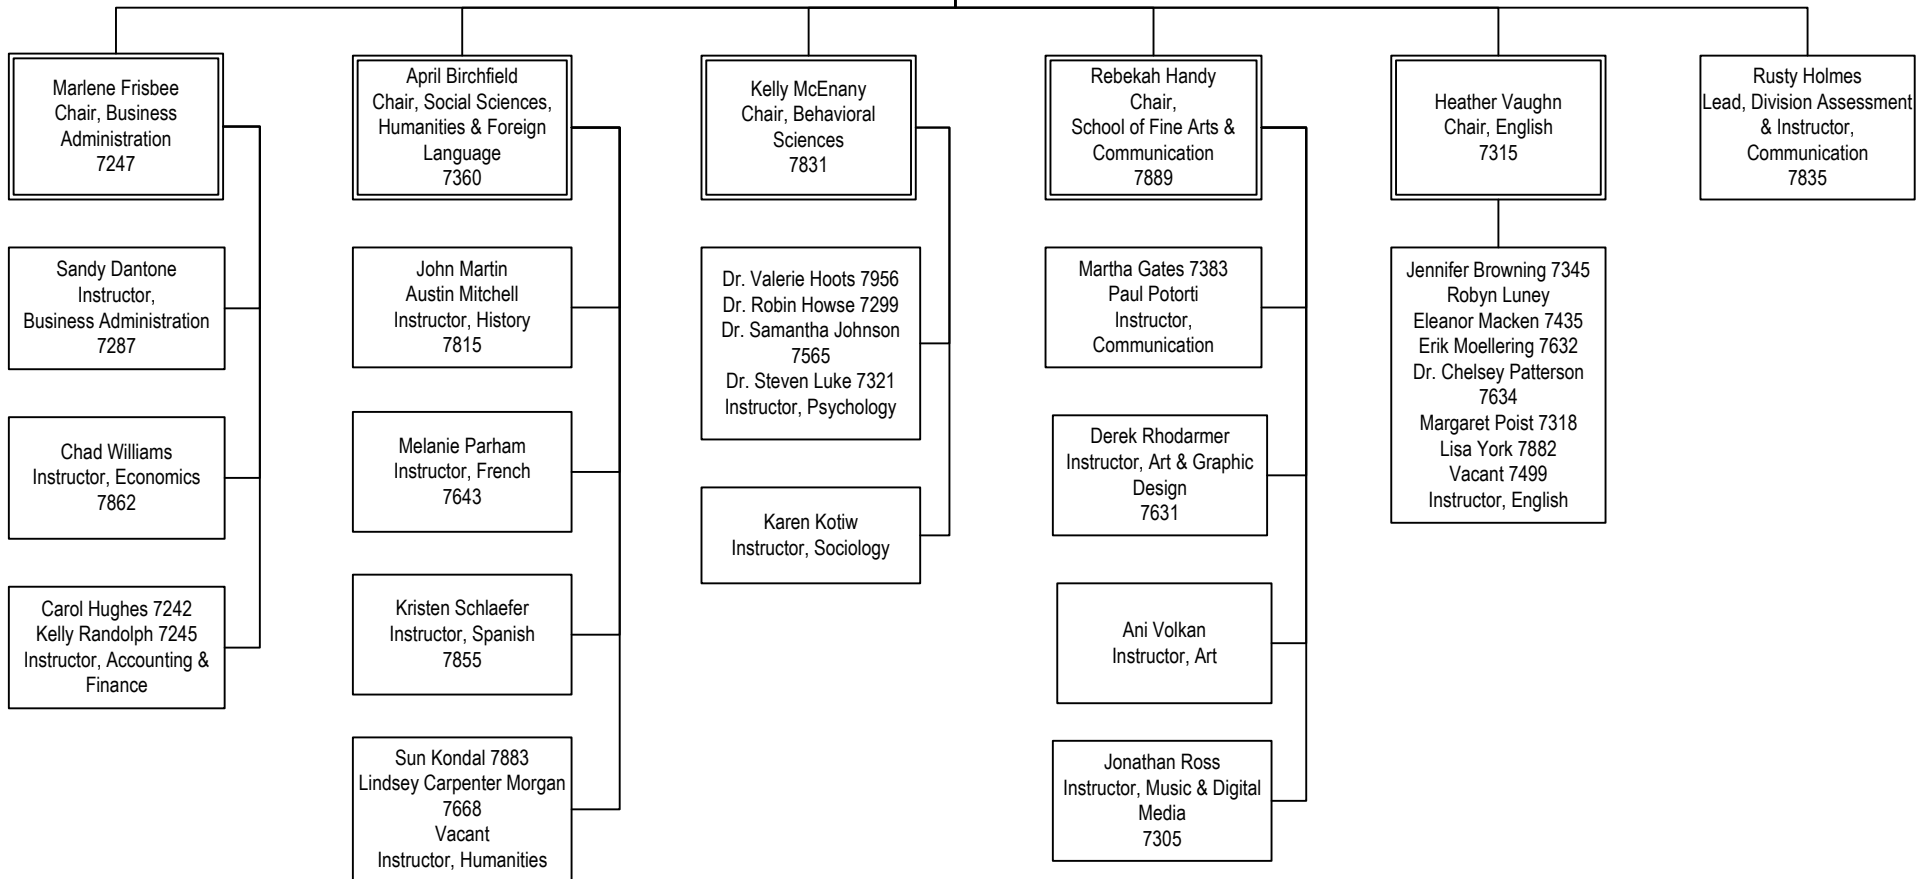 Marlene Frisbee
Chair, Business
Administration
7247
April Birchfield
Chair, Social Sciences,
Humanities & Foreign
Language
7360
Kelly McEnany
Chair, Behavioral
Sciences
7831
Rebekah Handy
Chair,
School of Fine Arts &
Communication
7889
Heather Vaughn
Chair, English
7315
Rusty Holmes
Lead, Division Assessment
& Instructor,
Communication
7835
Sandy Dantone
Instructor,
Business Administration
7287
John Martin
Austin Mitchell
Instructor, History
7815
Dr. Valerie Hoots 7956
Dr. Robin Howse 7299
Dr. Samantha Johnson
7565
Dr. Steven Luke 7321
Instructor, Psychology
Martha Gates 7383
Paul Potorti
Instructor,
Communication
Jennifer Browning 7345
Robyn Luney
Eleanor Macken 7435
Erik Moellering 7632
Dr. Chelsey Patterson
7634
Margaret Poist 7318
Lisa York 7882
Vacant 7499
Instructor, English
Chad Williams
Instructor, Economics
7862
Melanie Parham
Instructor, French
7643
Karen Kotiw
Instructor, Sociology
Derek Rhodarmer
Instructor, Art & Graphic
Design
7631
Carol Hughes 7242
Kelly Randolph 7245
Instructor, Accounting &
Finance
Kristen Schlaefer
Instructor, Spanish
7855
Ani Volkan
Instructor, Art
Sun Kondal 7883
Lindsey Carpenter Morgan
7668
Vacant
Instructor, Humanities
Jonathan Ross
Instructor, Music & Digital
Media
7305